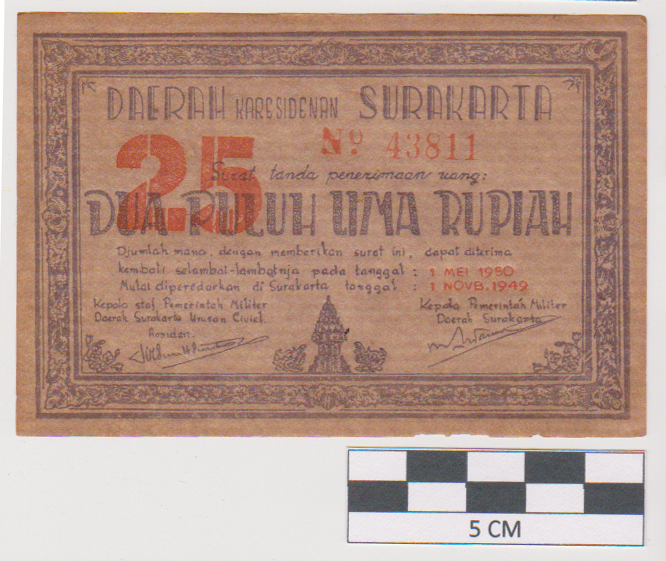 DAERAH KARESIDENAN SURAKARTA
25
Nº 43811
Surat tanda penerimaan uang:
DUA PULUH LIMA RUPIAH
Djumlah mana, dengan memberikan surat ini, dapat diterima
kembali selambat-lambatnja pada tanggal : 1 MEI 1950
Mulai diperedarkan di Surakarta tanggal : 1 NOVB. 1949
Kepala staf Pemerintah Militer
Daerah Surakarta Urusan Civiel.
Residen.
Kepala Pemerintah Militer
Daerah Surakarta
5 CM